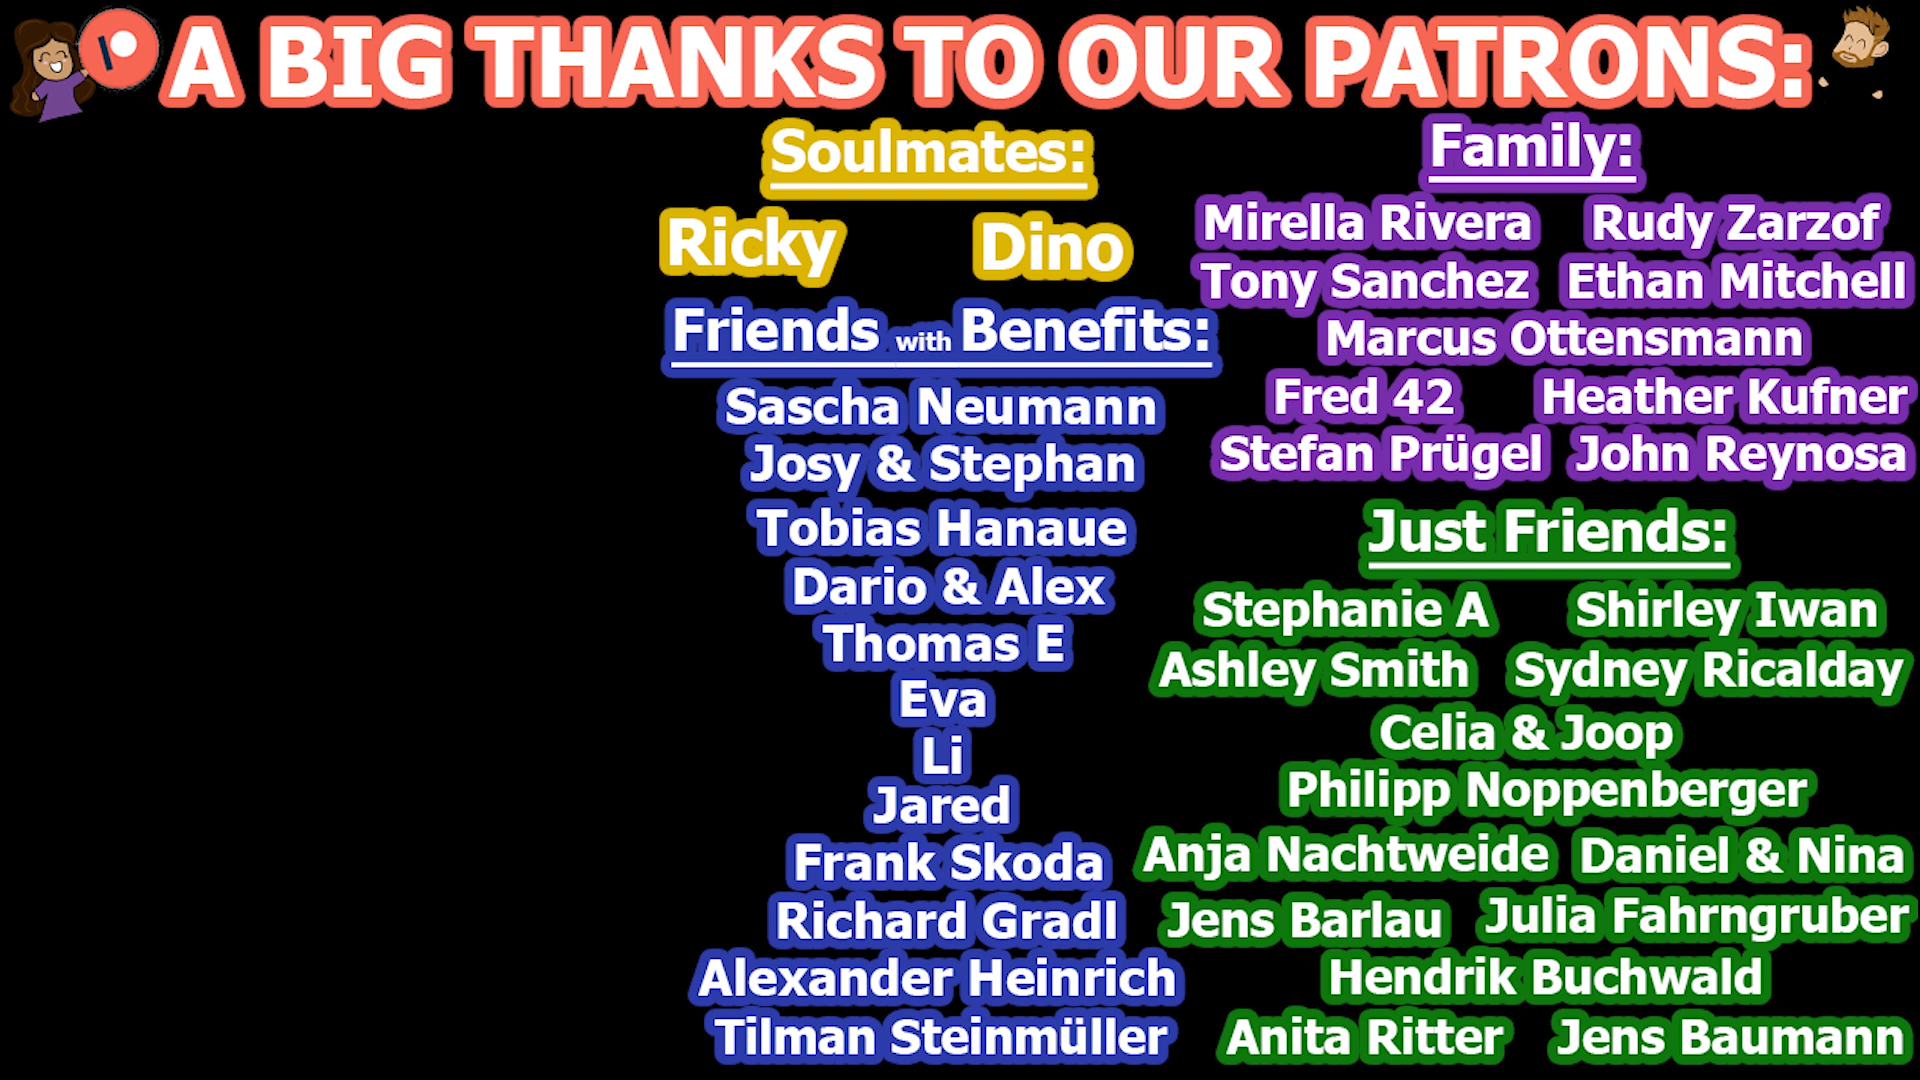 A BIG THANKS TO OUR PATRONS:
Soulmates:
Ricky Dino
Friends with Benefits:
Sascha Neumann
Josy & Stephan
Tobias Hanaue
Dario & Alex
Thomas E
Eva
Li
Jared
Frank Skoda
Richard Gradl
Alexander Heinrich
Tilman Steinmüller
Family:
Mirella Rivera Rudy Zarzof
Tony Sanchez Ethan Mitchell
Marcus Ottensmann
Fred 42 Heather Kufner
Stefan Prügel John Reynosa
Just Friends:
Stephanie A Shirley Iwan
Ashley Smith Sydney Ricalday
Celia & Joop
Philipp Noppenberger
Anja Nachtweide Daniel & Nina
Jens Barlau Julia Fahrngruber
Hendrik Buchwald
Anita Ritter Jens Baumann